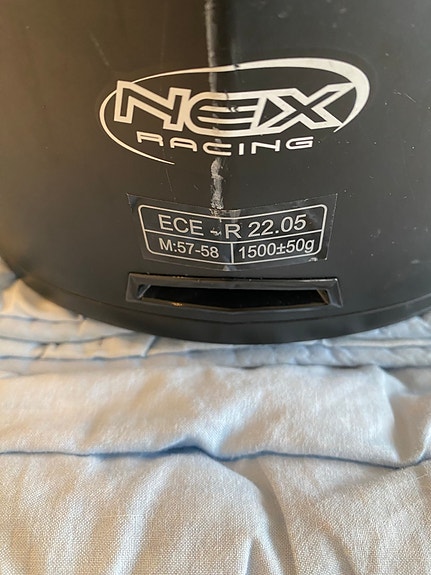 NEX
RACING
ECE - R 22.05
M:57-58 1500±50g